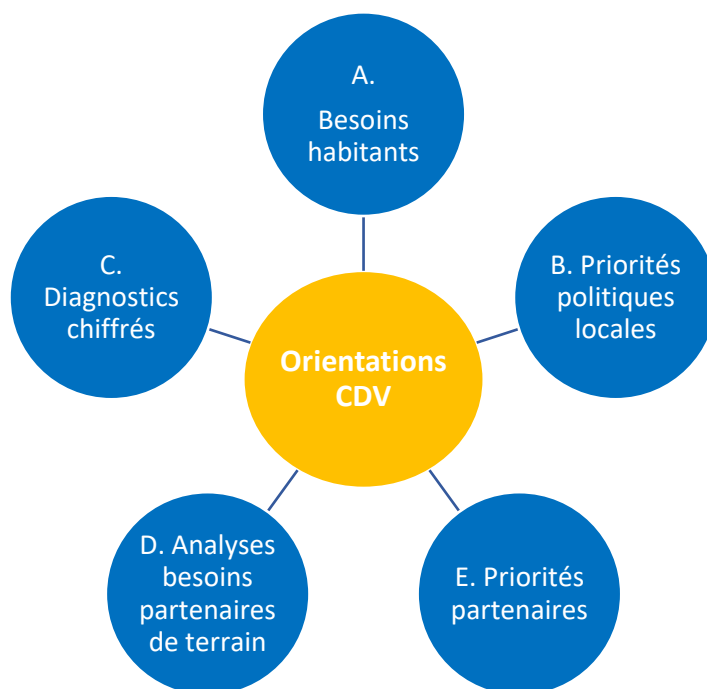 A.
Besoins
habitants
B. Priorités
politiques
locales
C.
Diagnostics
chiffrés
Orientations
CDV
D. Analyses
besoins
partenaires
de terrain
E. Priorités
partenaires